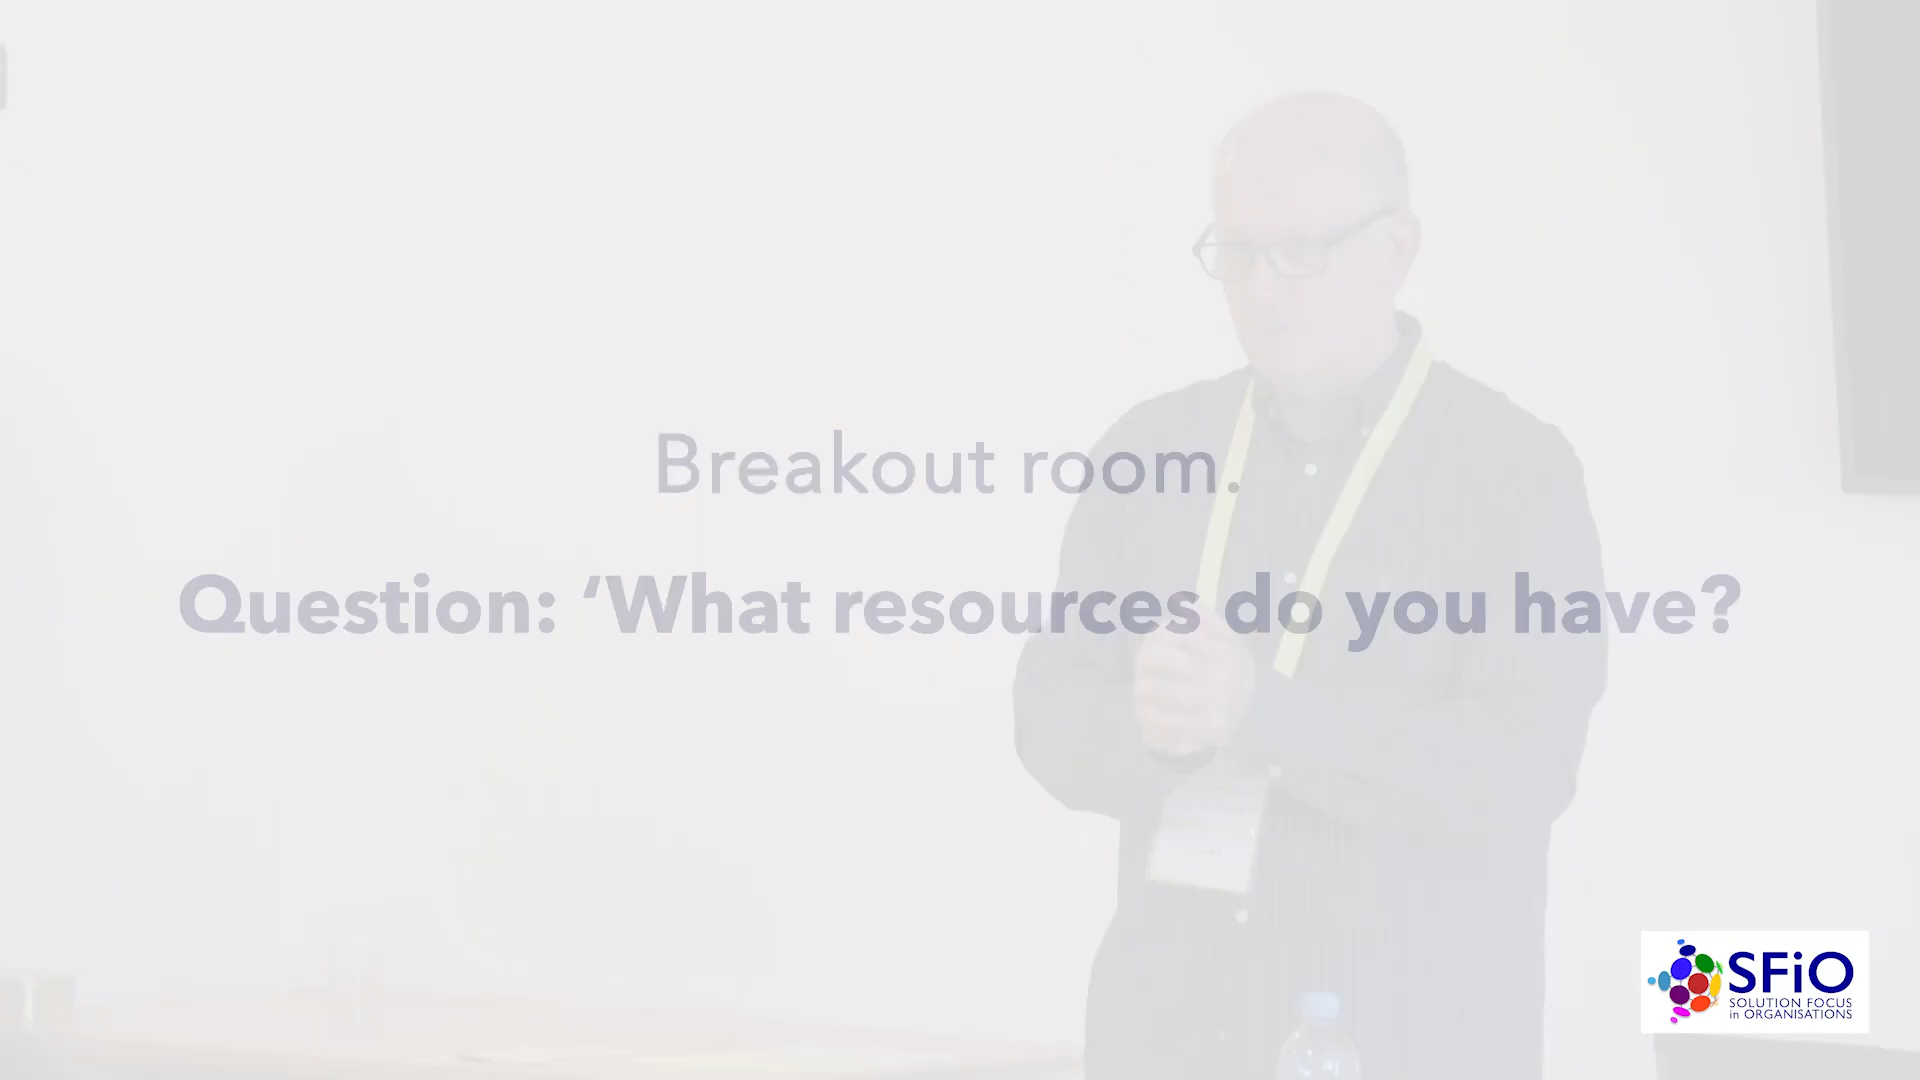 Breakout room.
Question: ‘What resources do you have?
SFiO
SOLUTION FOCUS
in ORGANISATIONS